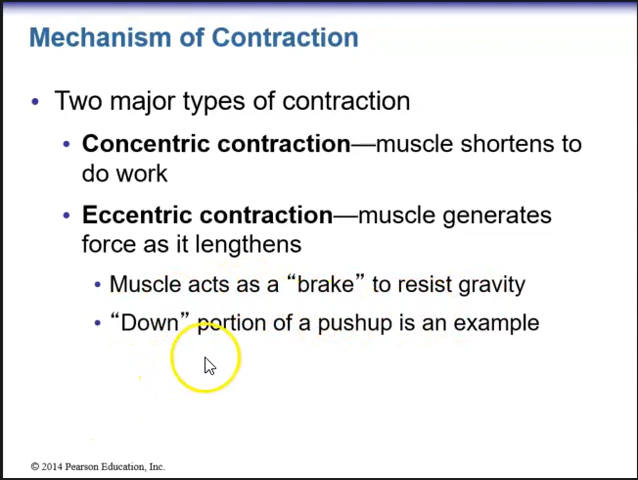 Mechanism of Contraction
• Two major types of contraction
• Concentric contraction—muscle shortens to
do work
• Eccentric contraction—muscle generates
force as it lengthens
• Muscle acts as a “brake” to resist gravity
• “Down” portion of a pushup is an example
© 2014 Pearson Education, Inc.